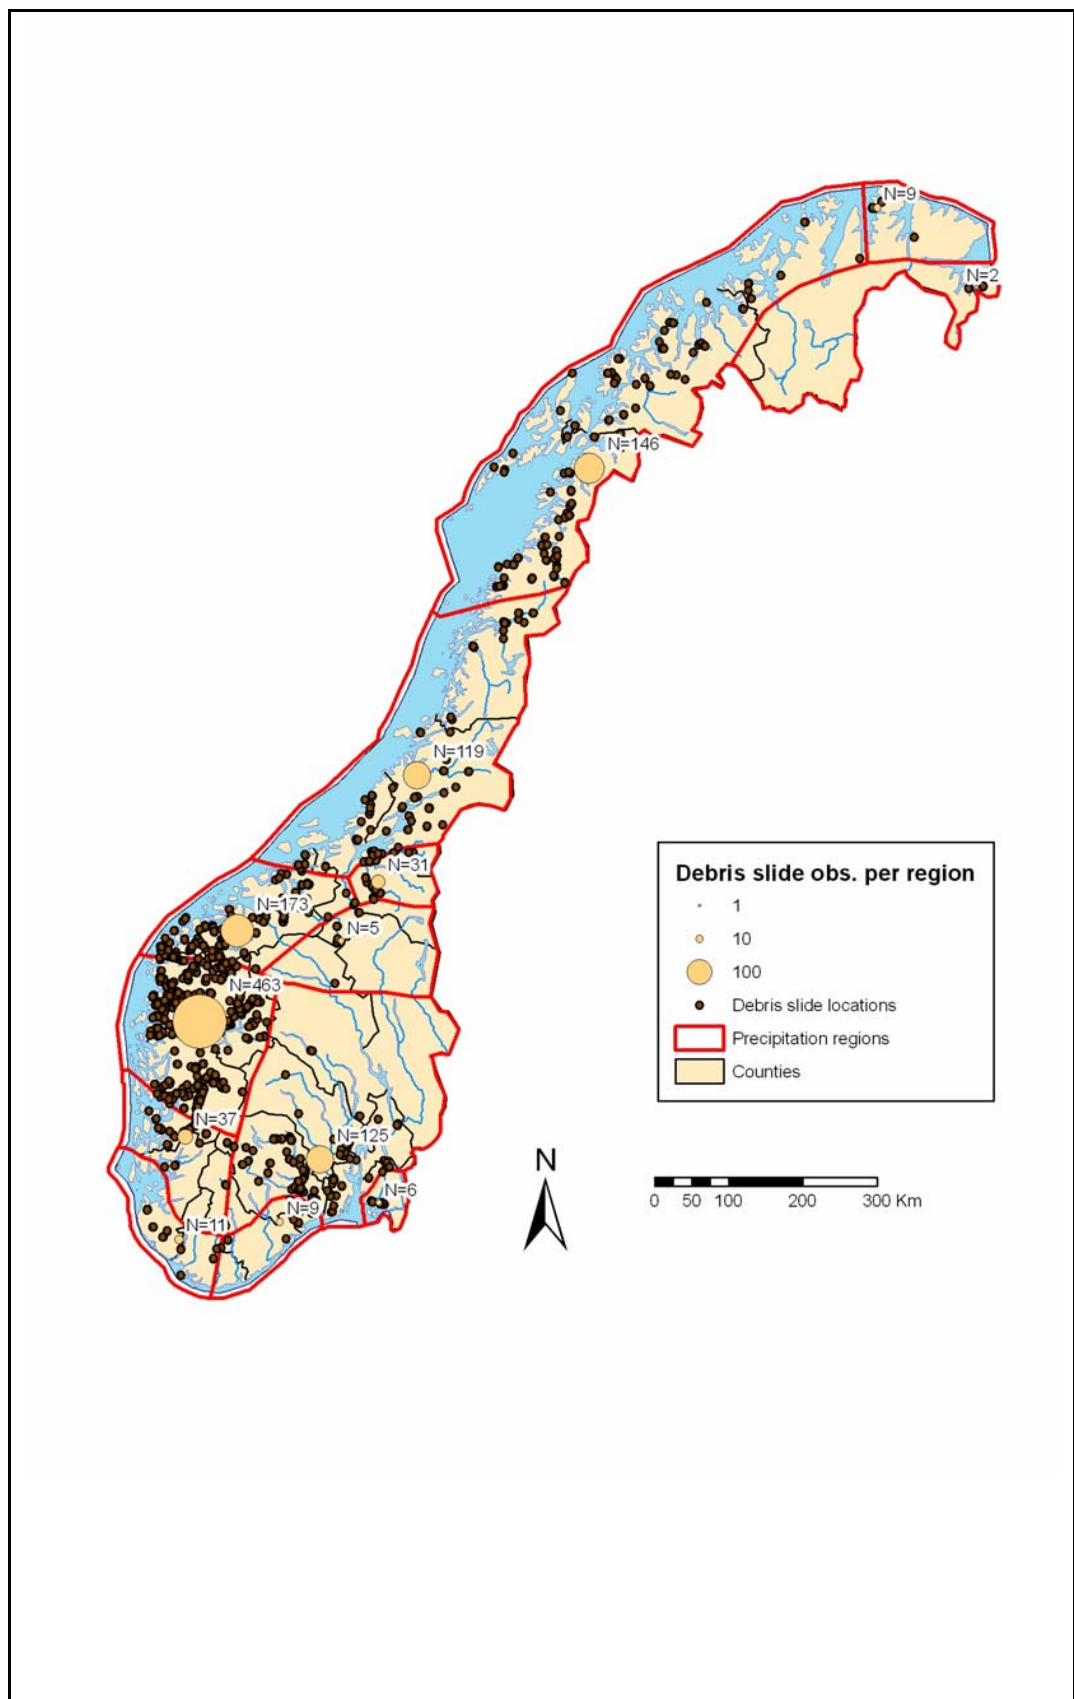 N=9
N=2
N=146
N=119
N=31
N=173
N=5
N=463
N=37
N=125
N=6
N=9
N=11
Debris slide obs. per region
1
10
100
Debris slide locations
Precipitation regions
Counties
N
0 50 100 200 300 Km